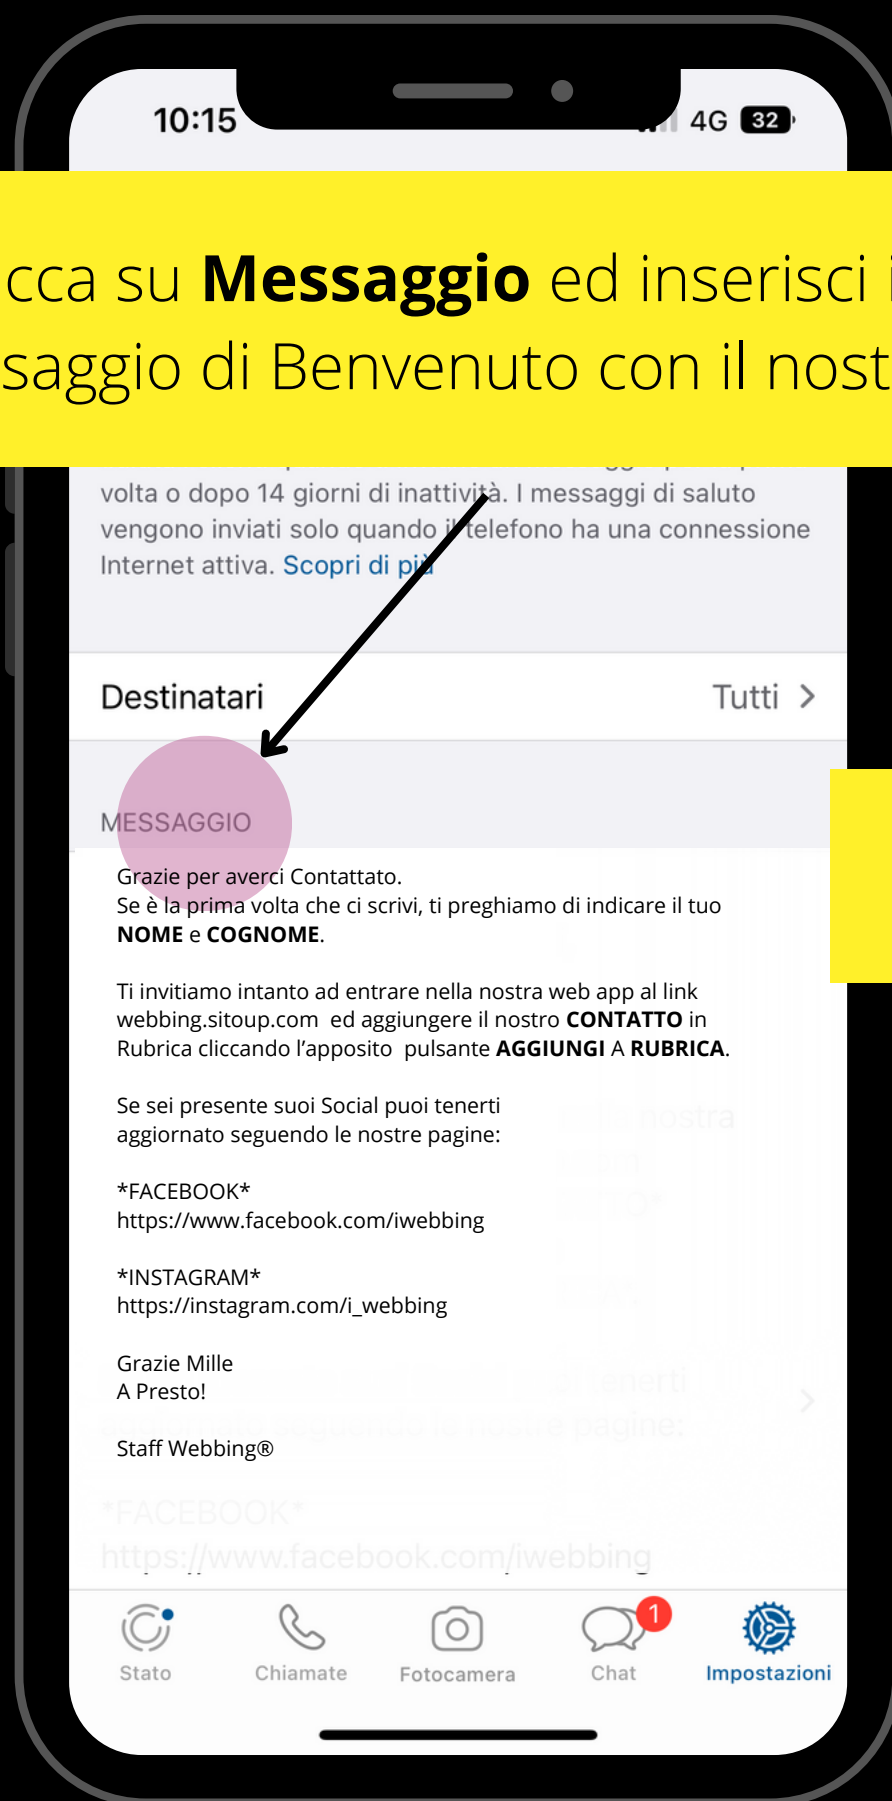 10:15
4G 32
cca su Messaggio ed inserisci i
saggio di Benvenuto con il nost
volta o dopo 14 giorni di inattività. I messaggi di saluto
vengono inviati solo quando il telefono ha una connessione
Internet attiva. Scopri di più
Destinatari Tutti
MESSAGGIO
Grazie per averci Contattato.
Se è la prima volta che ci scrivi, ti preghiamo di indicare il tuo
NOME e COGNOME.
Ti invitiamo intanto ad entrare nella nostra web app al link
webbing.sitoup.com ed aggiungere il nostro CONTATTO in
Rubrica cliccando l’apposito pulsante AGGIUNGI A RUBRICA.
Se sei presente suoi Social puoi tenerti
aggiornato seguendo le nostre pagine:
*FACEBOOK*
https://www.facebook.com/iwebbing
*INSTAGRAM*
https://instagram.com/i_webbing
Grazie Mille
A Presto!
Staff Webbing®
*FACEBOOK*
https://www.facebook.com/iwebbing
1
Stato Chiamate Fotocamera Chat Impostazioni